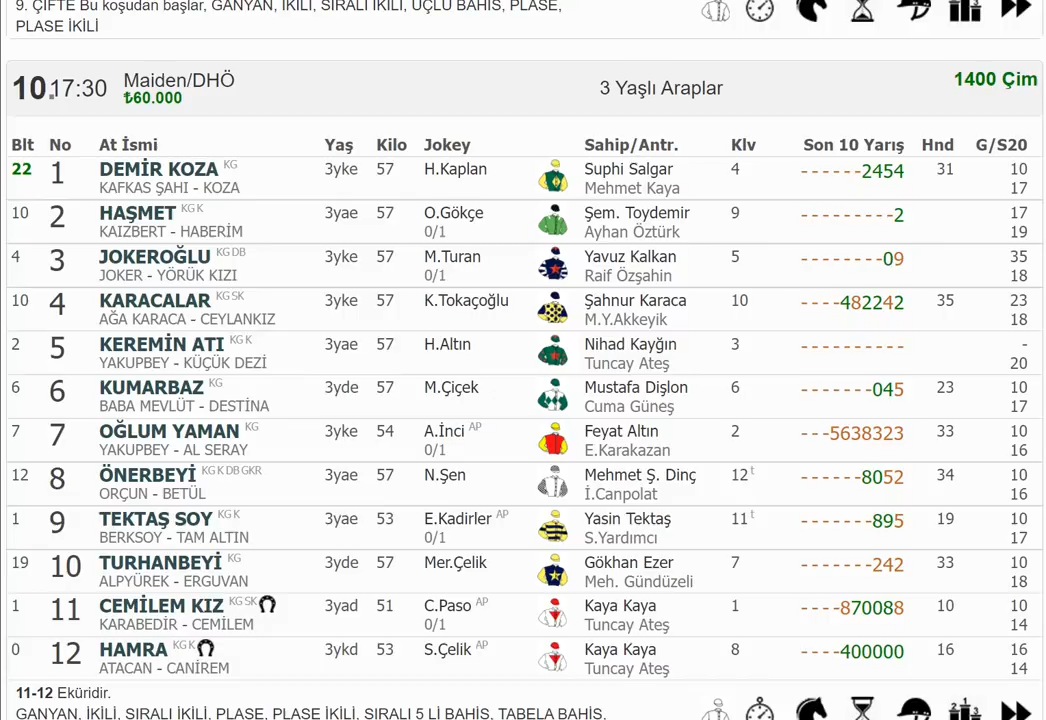 9. ÇİFTE Bu koşudan başlar, GANYAN, İKİLİ, SIRALI İKİLİ, ÜÇLÜ BAHİS, PLASE,
PLASE İKİLİ
10. 17:30 Maiden/DHÖ 3 Yaşlı Araplar 1400 Çim
₺60.000
Blt No At İsmi Yaş Kilo Jokey Sahip/Antr. Klv Son 10 Yarış Hnd G/S20
22 1 DEMİR KOZA KG 3yke 57 H.Kaplan Suphi Salgar 4 ------2454 31 10
KAFKAS ŞAHI - KOZA Mehmet Kaya 17
10 2 HAŞMET KG K 3yae 57 O.Gökçe Şem. Toydemir 9 ---------2 17
KAIZBERT - HABERİM 0/1 Ayhan Öztürk 19
4 3 JOKEROĞLU KG DB 3yke 57 M.Turan Yavuz Kalkan 5 --------09 35
JOKER - YÖRÜK KIZI 0/1 Raif Özşahin 18
10 4 KARACALAR KG SK 3yke 57 K.Tokaçoğlu Şahnur Karaca 10 ----482242 35 23
AĞA KARACA - CEYLANKIZ M.Y.Akkeyik 18
2 5 KEREMİN ATI KG K 3yae 57 H.Altın Nihad Kayğın 3 ---------- -
YAKUPBEY - KÜÇÜK DEZİ Tuncay Ateş 20
6 6 KUMARBAZ KG 3yde 57 M.Çiçek Mustafa Dişlon 6 -------045 23 10
BABA MEVLÜT - DESTİNA Cuma Güneş 17
7 7 OĞLUM YAMAN KG 3yke 54 A.İnci AP Feyat Altın 2 ---5638323 33 10
YAKUPBEY - AL SERAY 0/1 E.Karakazan 16
12 8 ÖNERBEYİ KG K DB GKR 3yae 57 N.Şen Mehmet Ş. Dinç 12 t ------8052 34 10
ORÇUN - BETÜL İ.Canpolat 16
1 9 TEKTAŞ SOY KG K 3yae 53 E.Kadirler AP Yasin Tektaş 11 t -------895 19 10
BERKSOY - TAM ALTIN 0/1 S.Yardımcı 17
19 10 TURHANBEYİ KG 3yde 57 Mer.Çelik Gökhan Ezer 7 -------242 33 10
ALPYÜREK - ERGUVAN Meh. Gündüzeli 18
1 11 CEMİLEM KIZ KG SK 3yad 51 C.Paso AP Kaya Kaya 1 ----870088 10 10
KARABEDİR - CEMİLEM 0/1 Tuncay Ateş 14
0 12 HAMRA KG K 3ykd 53 S.Çelik AP Kaya Kaya 8 ----400000 16 16
ATACAN - CANİREM Tuncay Ateş 14
11-12 Eküridir.
GANYAN, İKİLİ, SIRALI İKİLİ, PLASE, PLASE İKİLİ, SIRALI 5 Lİ BAHİS, TABELA BAHİS,